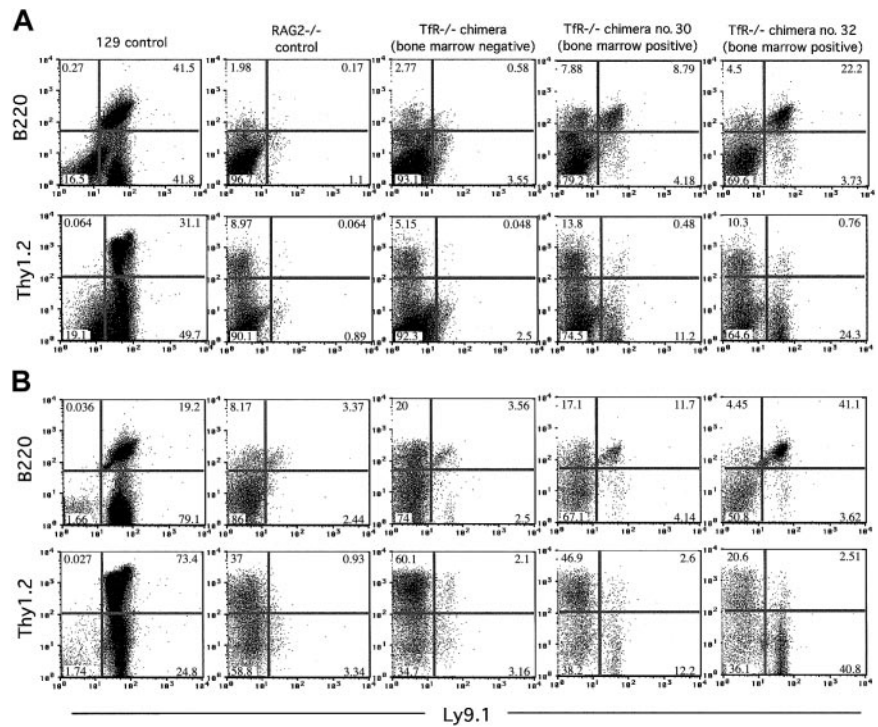 A
129 control
RAG2-/-
control
TfR-/- chimera
(bone marrow negative)
TfR-/- chimera no. 30
(bone marrow positive)
TfR-/- chimera no. 32
(bone marrow positive)
B220
0.27 41.5 1.98 0.17 2.77 0.58 7.88 8.79 4.5 22.2
16.5 41.8 96.7 1.1 93.1 3.55 79.2 4.18 69.6 3.73
Thy1.2
0.064 31.1 8.97 0.064 5.15 0.048 13.8 0.48 10.3 0.76
19.1 49.7 90.1 0.89 92.3 2.5 74.5 11.2 64.6 24.3
B
B220
0.036 19.2 8.17 3.37 20 3.56 17.1 11.7 4.45 41.1
1.66 79.1 2.44 74 2.5 67.1 4.14 50.8 3.62
Thy1.2
0.027 73.4 37 0.93 60.1 2.1 46.9 2.6 20.6 2.51
1.74 24.8 58.8 3.34 34.7 3.16 38.2 12.2 36.1 40.8
Ly9.1